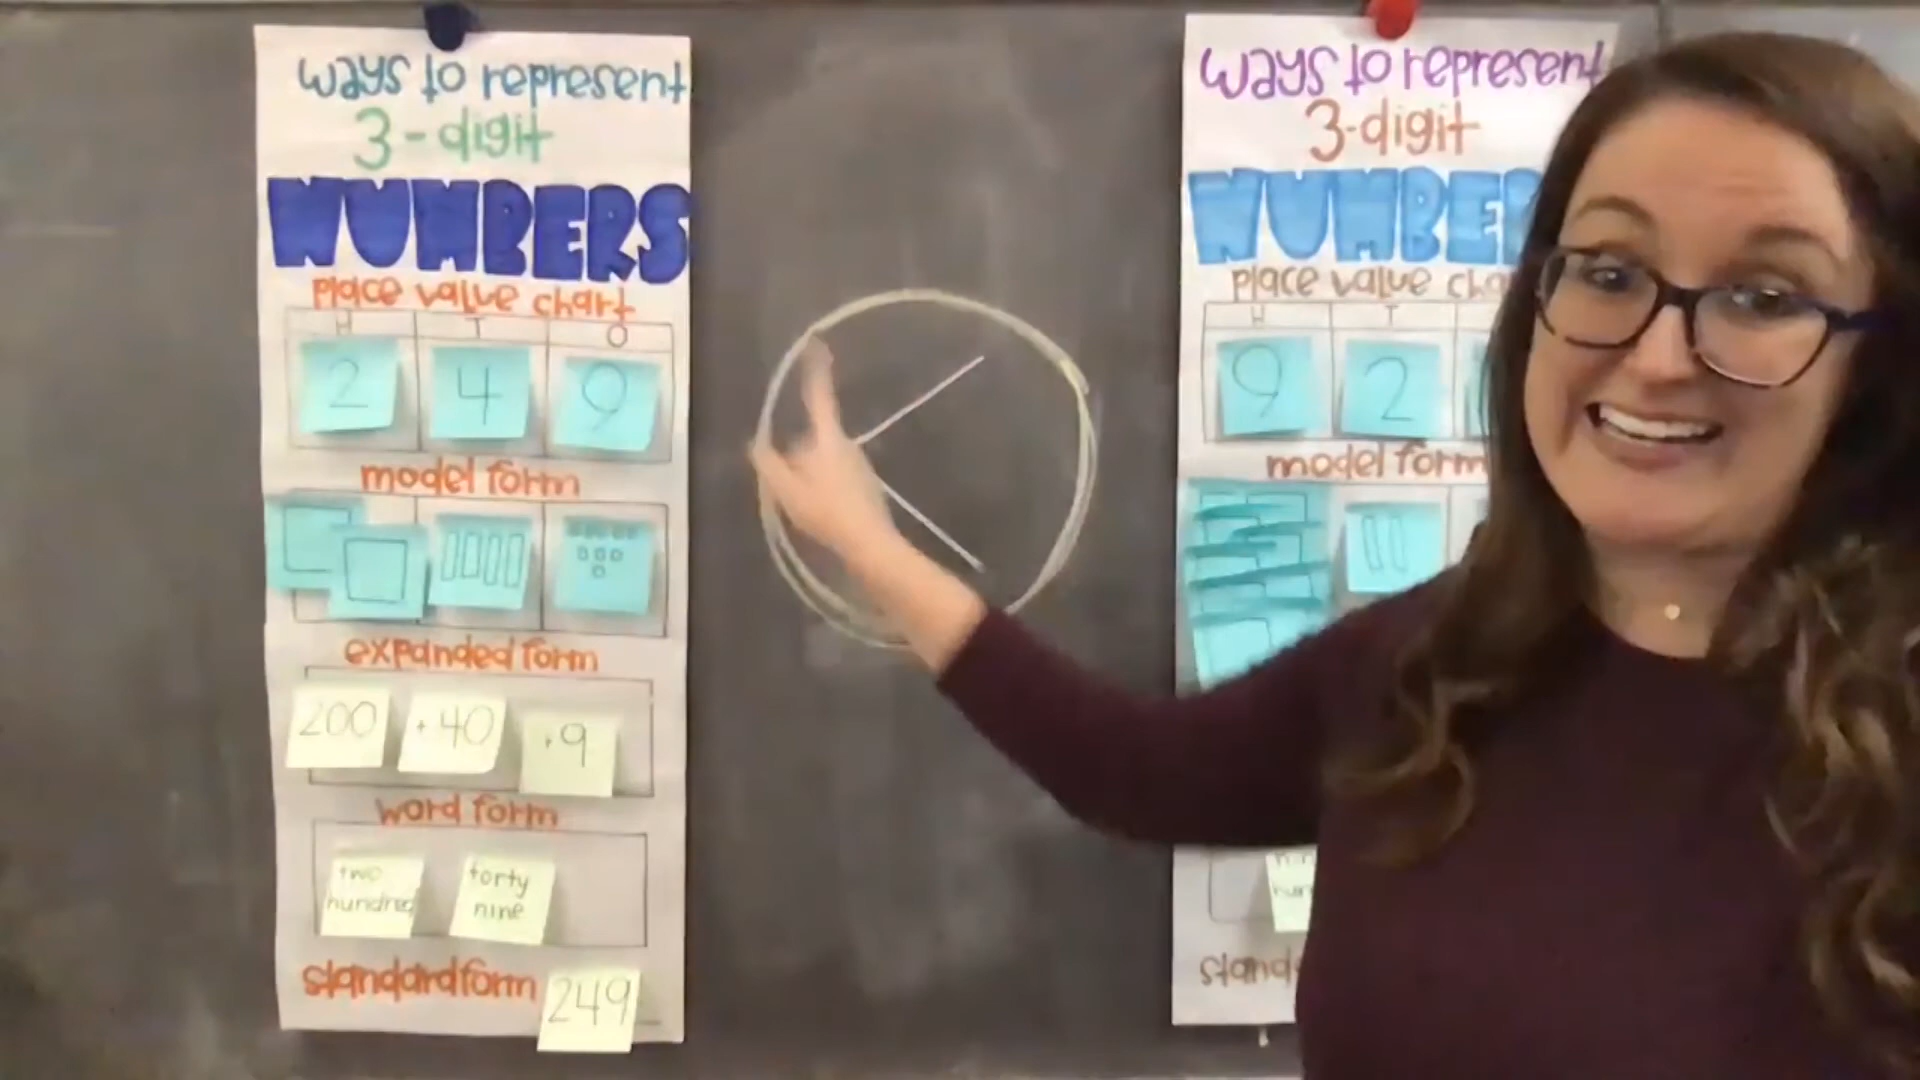 ways to represent
3-digit
NUMBERS
place value chart
H T O
2 4 9
model form
expanded form
200 + 40 + 9
word form
two
hundred
forty
nine
standard form 249
<
ways to represent
3-digit
place value
H T
9 2
model form